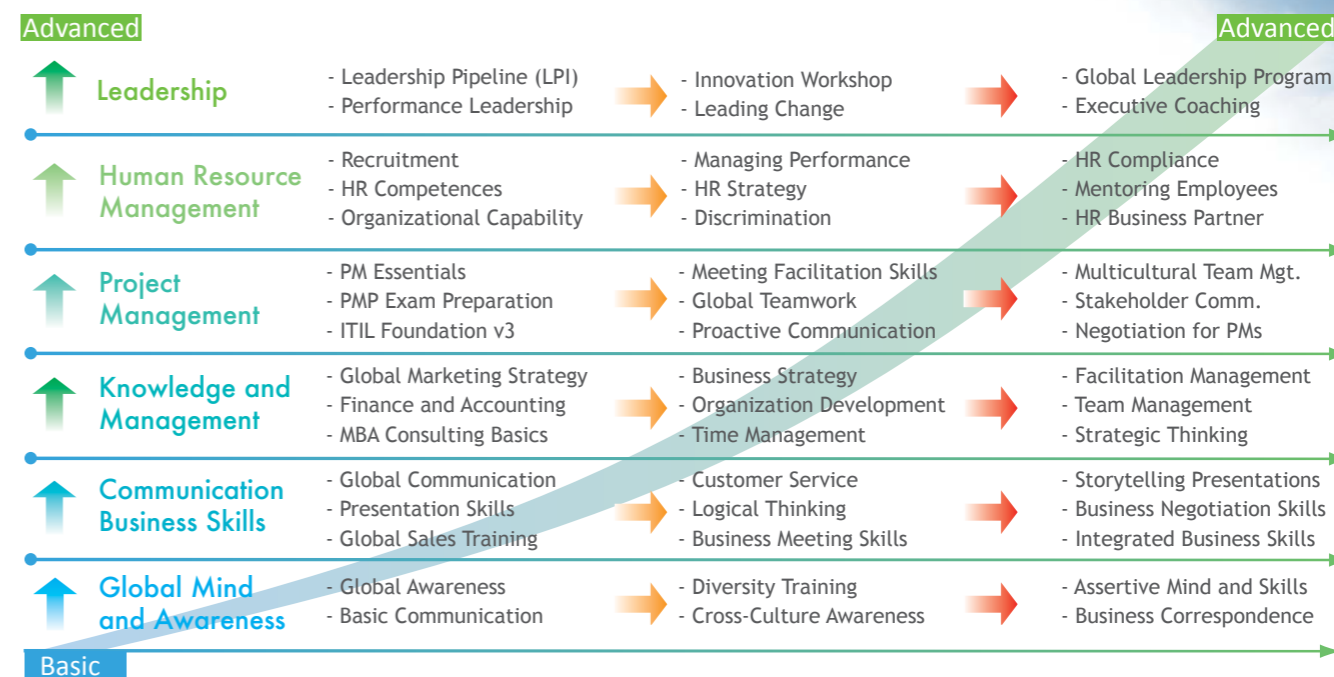 Advanced
Advanced
Leadership
- Leadership Pipeline (LPI)
- Performance Leadership
- Innovation Workshop
- Leading Change
- Global Leadership Program
- Executive Coaching
Human Resource
Management
- Recruitment
- HR Competences
- Organizational Capability
- Managing Performance
- HR Strategy
- Discrimination
- HR Compliance
- Mentoring Employees
- HR Business Partner
Project
Management
- PM Essentials
- PMP Exam Preparation
- ITIL Foundation v3
- Meeting Facilitation Skills
- Global Teamwork
- Proactive Communication
- Multicultural Team Mgt.
- Stakeholder Comm.
- Negotiation for PMs
Knowledge and
Management
- Global Marketing Strategy
- Finance and Accounting
- MBA Consulting Basics
- Business Strategy
- Organization Development
- Time Management
- Facilitation Management
- Team Management
- Strategic Thinking
Communication
Business Skills
- Global Communication
- Presentation Skills
- Global Sales Training
- Customer Service
- Logical Thinking
- Business Meeting Skills
- Storytelling Presentations
- Business Negotiation Skills
- Integrated Business Skills
Global Mind
and Awareness
- Global Awareness
- Basic Communication
- Diversity Training
- Cross-Culture Awareness
- Assertive Mind and Skills
- Business Correspondence
Basic